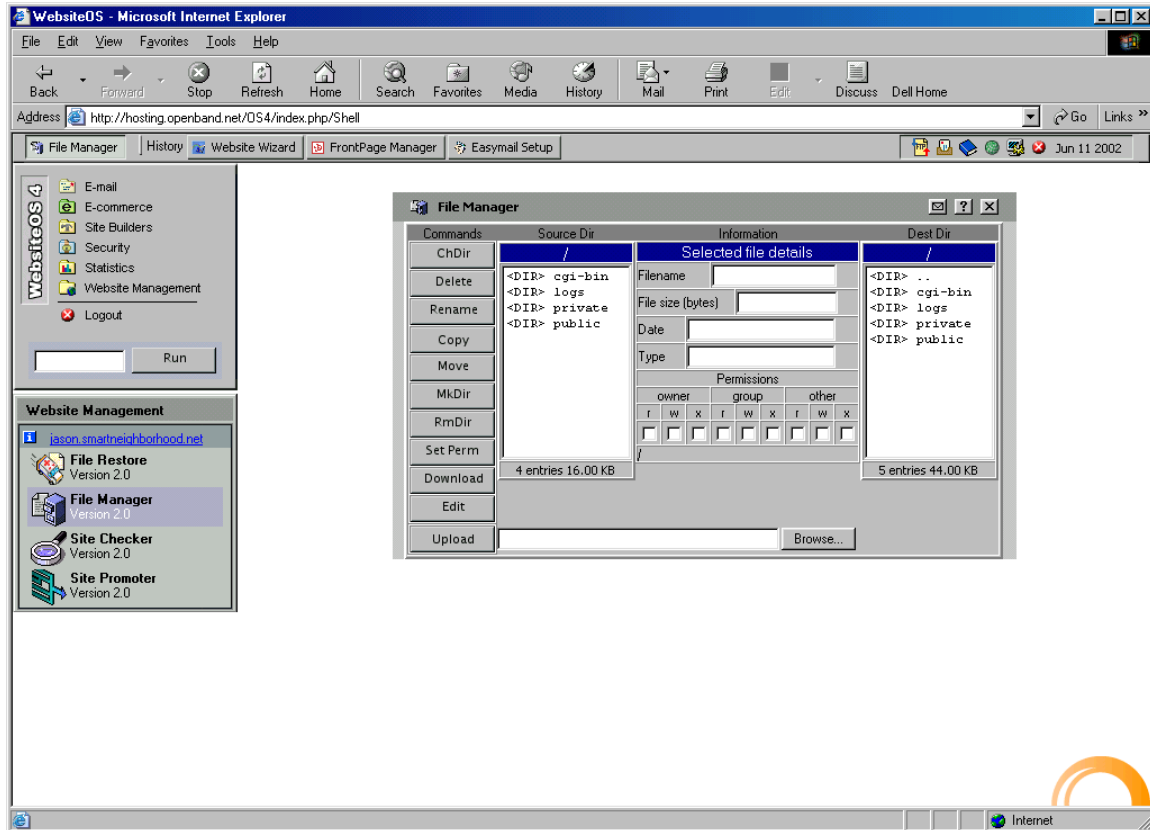 WebsiteOS - Microsoft Internet Explorer
File Edit View Favorites Tools Help
Back Forward Stop Refresh Home Search Favorites Media History Mail Print Edit Discuss Dell Home
Address http://hosting.openband.net/OS4/index.php/Shell Go Links »
File Manager History Website Wizard FrontPage Manager Easymail Setup Jun 11 2002
WebsiteOS 4
E-mail
E-commerce
Site Builders
Security
Statistics
Website Management
Logout
Run
Website Management
jason.smartneighborhood.net
File Restore
Version 2.0
File Manager
Version 2.0
Site Checker
Version 2.0
Site Promoter
Version 2.0
File Manager ?
Commands
ChDir
Delete
Rename
Copy
Move
MkDir
RmDir
Set Perm
Download
Edit
Upload
Source Dir
/
<DIR> cgi-bin
<DIR> logs
<DIR> private
<DIR> public
4 entries 16.00 KB
Information
Selected file details
Filename
File size (bytes)
Date
Type
Permissions
owner group other
r w x r w x r w x
/
Browse...
Dest Dir
/
<DIR> ..
<DIR> cgi-bin
<DIR> logs
<DIR> private
<DIR> public
5 entries 44.00 KB
Internet